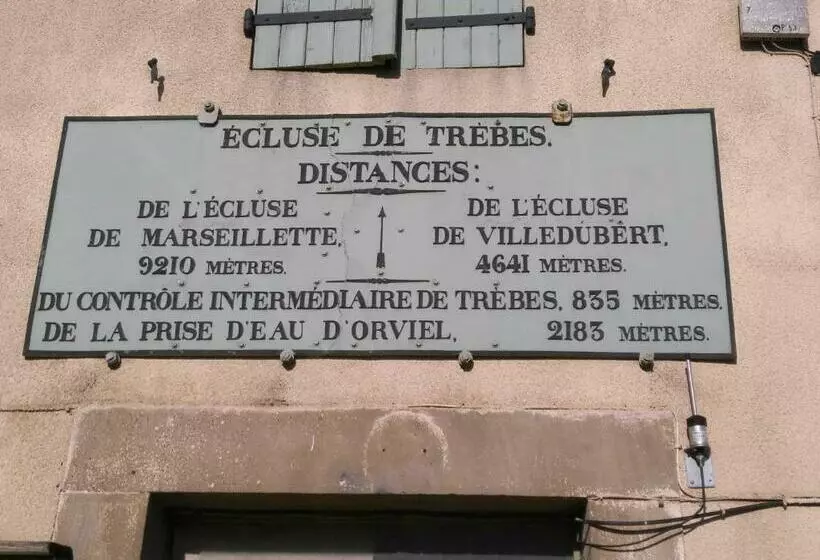 ÉCLUSE DE TRÈBES.
DISTANCES:
DE L'ÉCLUSE
DE MARSEILLETTE.
9210 MÈTRES.
DE L'ÉCLUSE
DE VILLEDUBERT.
4641 MÈTRES.
DU CONTRÔLE INTERMÉDIAIRE DE TRÈBES. 835 MÈTRES.
DE LA PRISE D'EAU D'ORVIEL, 2183 MÈTRES.